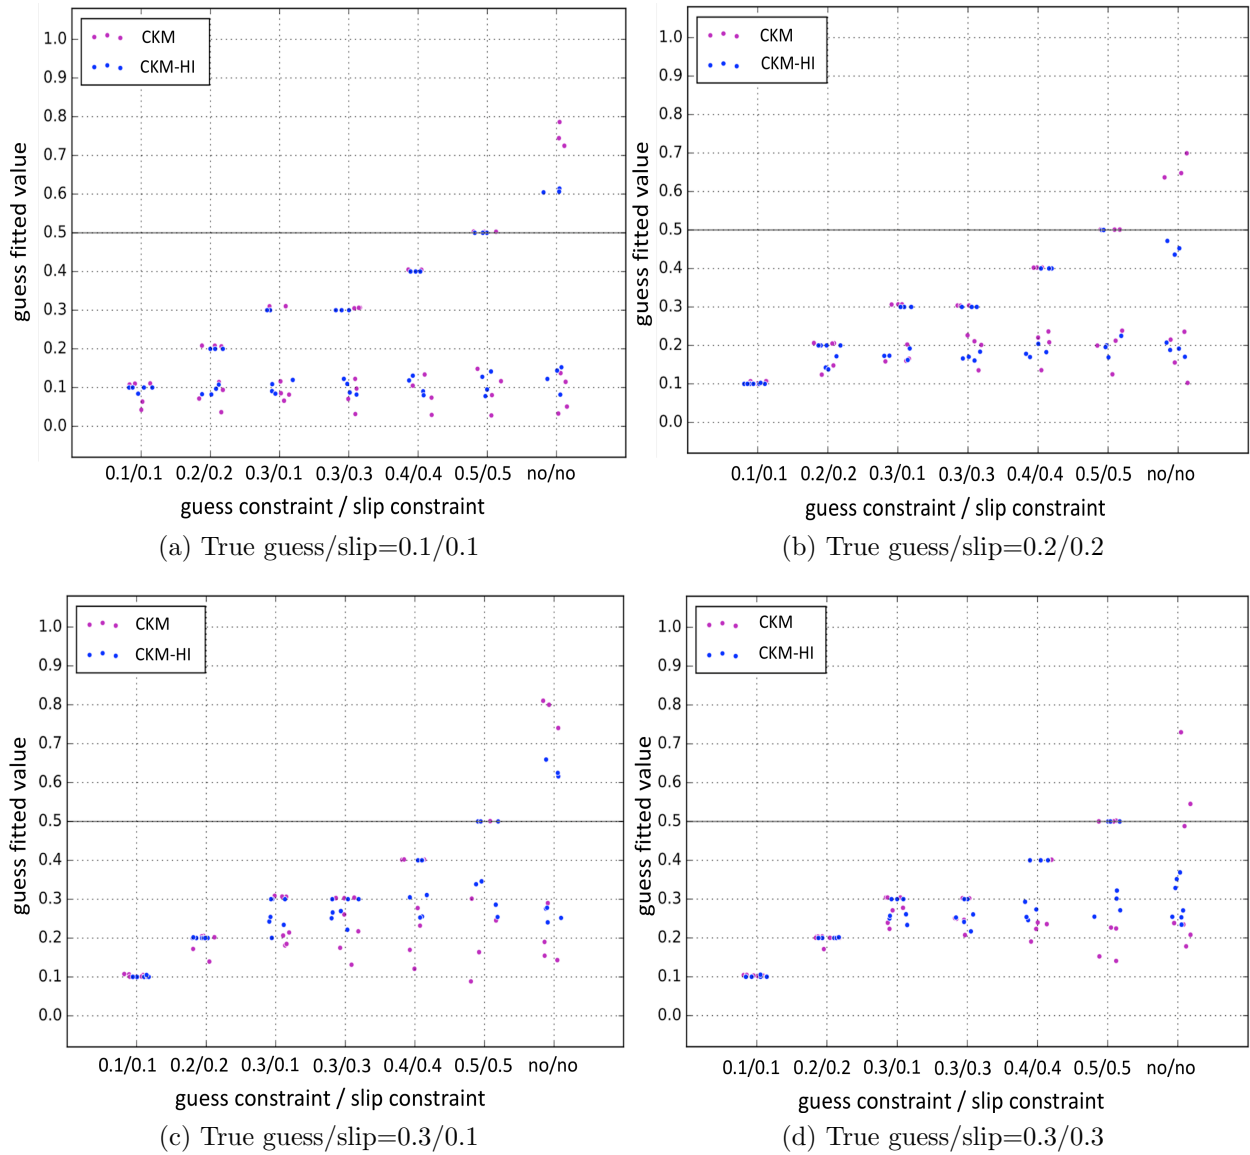 1.0
0.9
0.8
0.7
0.6
0.5
0.4
0.3
0.2
0.1
0.0
guess fitted value
CKM
CKM-HI
0.1/0.1 0.2/0.2 0.3/0.1 0.3/0.3 0.4/0.4 0.5/0.5 no/no
guess constraint / slip constraint
(a) True guess/slip=0.1/0.1
1.0
0.9
0.8
0.7
0.6
0.5
0.4
0.3
0.2
0.1
0.0
guess fitted value
CKM
CKM-HI
0.1/0.1 0.2/0.2 0.3/0.1 0.3/0.3 0.4/0.4 0.5/0.5 no/no
guess constraint / slip constraint
(b) True guess/slip=0.2/0.2
1.0
0.9
0.8
0.7
0.6
0.5
0.4
0.3
0.2
0.1
0.0
guess fitted value
CKM
CKM-HI
0.1/0.1 0.2/0.2 0.3/0.1 0.3/0.3 0.4/0.4 0.5/0.5 no/no
guess constraint / slip constraint
(c) True guess/slip=0.3/0.1
1.0
0.9
0.8
0.7
0.6
0.5
0.4
0.3
0.2
0.1
0.0
guess fitted value
CKM
CKM-HI
0.1/0.1 0.2/0.2 0.3/0.1 0.3/0.3 0.4/0.4 0.5/0.5 no/no
guess constraint / slip constraint
(d) True guess/slip=0.3/0.3